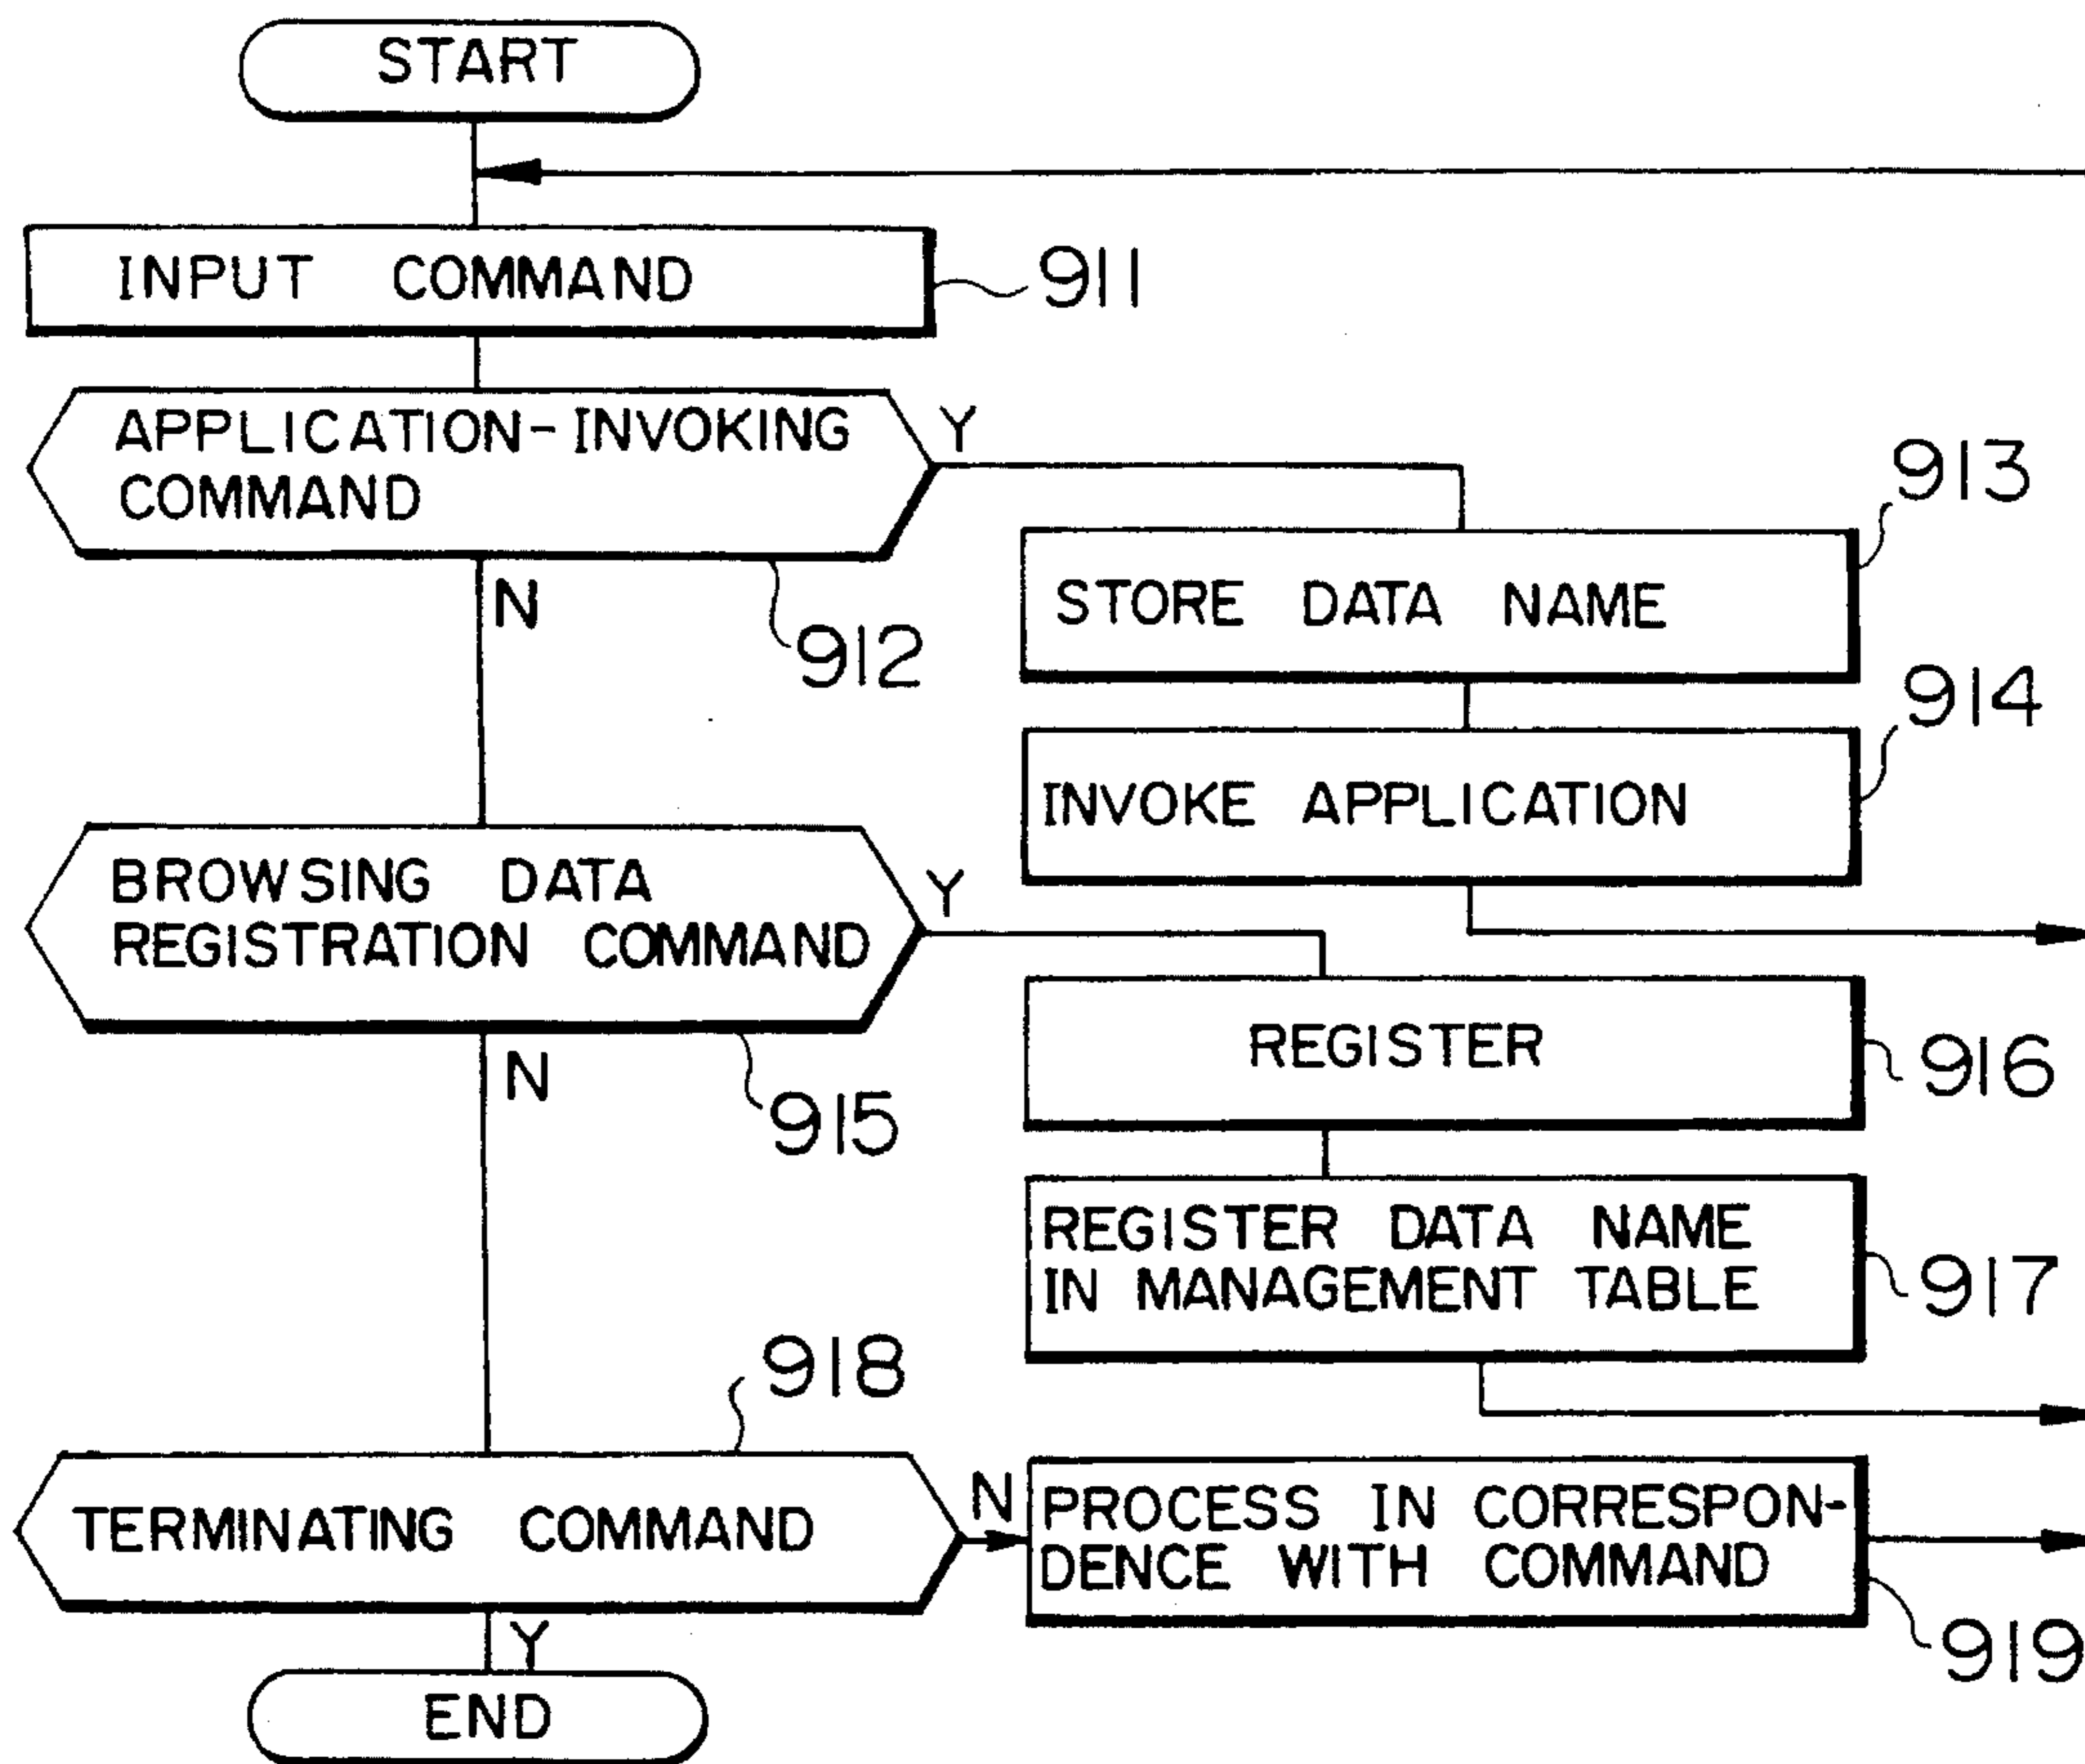 START
INPUT COMMAND
911
APPLICATION-INVOKING
COMMAND
Y
N
912
913
STORE DATA NAME
914
INVOKE APPLICATION
BROWSING DATA
REGISTRATION COMMAND
Y
N
915
REGISTER
916
REGISTER DATA NAME
IN MANAGEMENT TABLE
917
918
TERMINATING COMMAND
N
Y
PROCESS IN CORRESPON-
DENCE WITH COMMAND
919
END